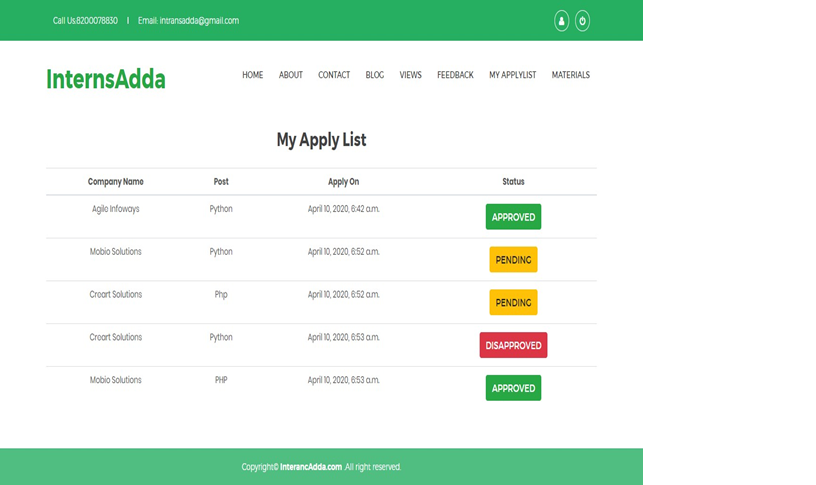 Call Us:8200078830 | Email: intransadda@gmail.com
InternsAdda
HOME ABOUT CONTACT BLOG VIEWS FEEDBACK MY APPLYLIST MATERIALS
My Apply List
Company Name Post Apply On Status
Agile Infoways Python April 10, 2020, 6:42 a.m. APPROVED
Mobio Solutions Python April 10, 2020, 6:52 a.m. PENDING
Creart Solutions Php April 10, 2020, 6:52 a.m. PENDING
Creart Solutions Python April 10, 2020, 6:53 a.m. DISAPPROVED
Mobio Solutions PHP April 10, 2020, 6:53 a.m. APPROVED
Copyright© InterancAdda.com .All right reserved.